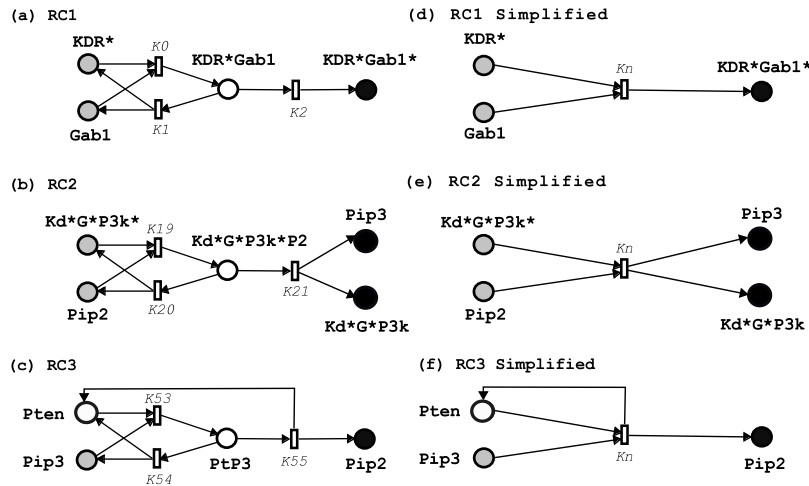 (a) RC1
KDR*
K0
KDR*Gab1
KDR*Gab1*
K1
K2
Gab1
(d) RC1 Simplified
KDR*
Kn
KDR*Gab1*
Gab1
(b) RC2
Kd*G*P3k*
K19
Kd*G*P3k*P2
Pip3
K20
K21
Pip2
Kd*G*P3k
(e) RC2 Simplified
Kd*G*P3k*
Kn
Pip3
Pip2
Kd*G*P3k
(c) RC3
K53
Pten
Pip3
K54
PtP3
K55
Pip2
(f) RC3 Simplified
Pten
Pip3
Kn
Pip2